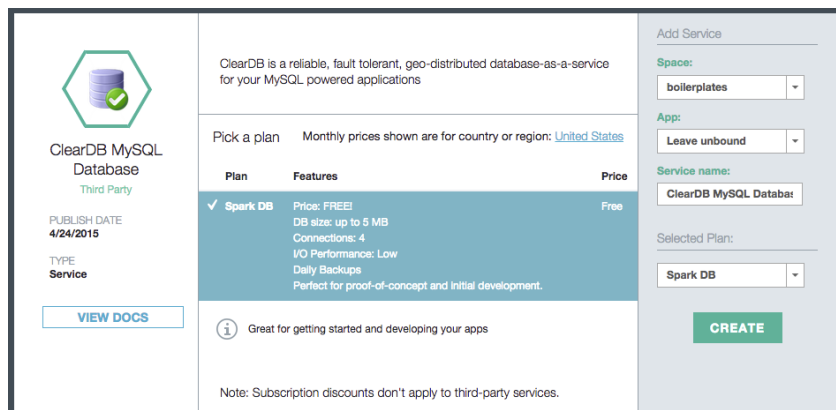 ClearDB MySQL
Database
Third Party
PUBLISH DATE
4/24/2015
TYPE
Service
VIEW DOCS
ClearDB is a reliable, fault tolerant, geo-distributed database-as-a-service
for your MySQL powered applications
Pick a plan Monthly prices shown are for country or region: United States
Plan Features Price
Spark DB Price: FREE! Free
DB size: up to 5 MB
Connections: 4
I/O Performance: Low
Daily Backups
Perfect for proof-of-concept and initial development.
Great for getting started and developing your apps
Note: Subscription discounts don't apply to third-party services.
Add Service
Space:
boilerplates
App:
Leave unbound
Service name:
ClearDB MySQL Databas
Selected Plan:
Spark DB
CREATE